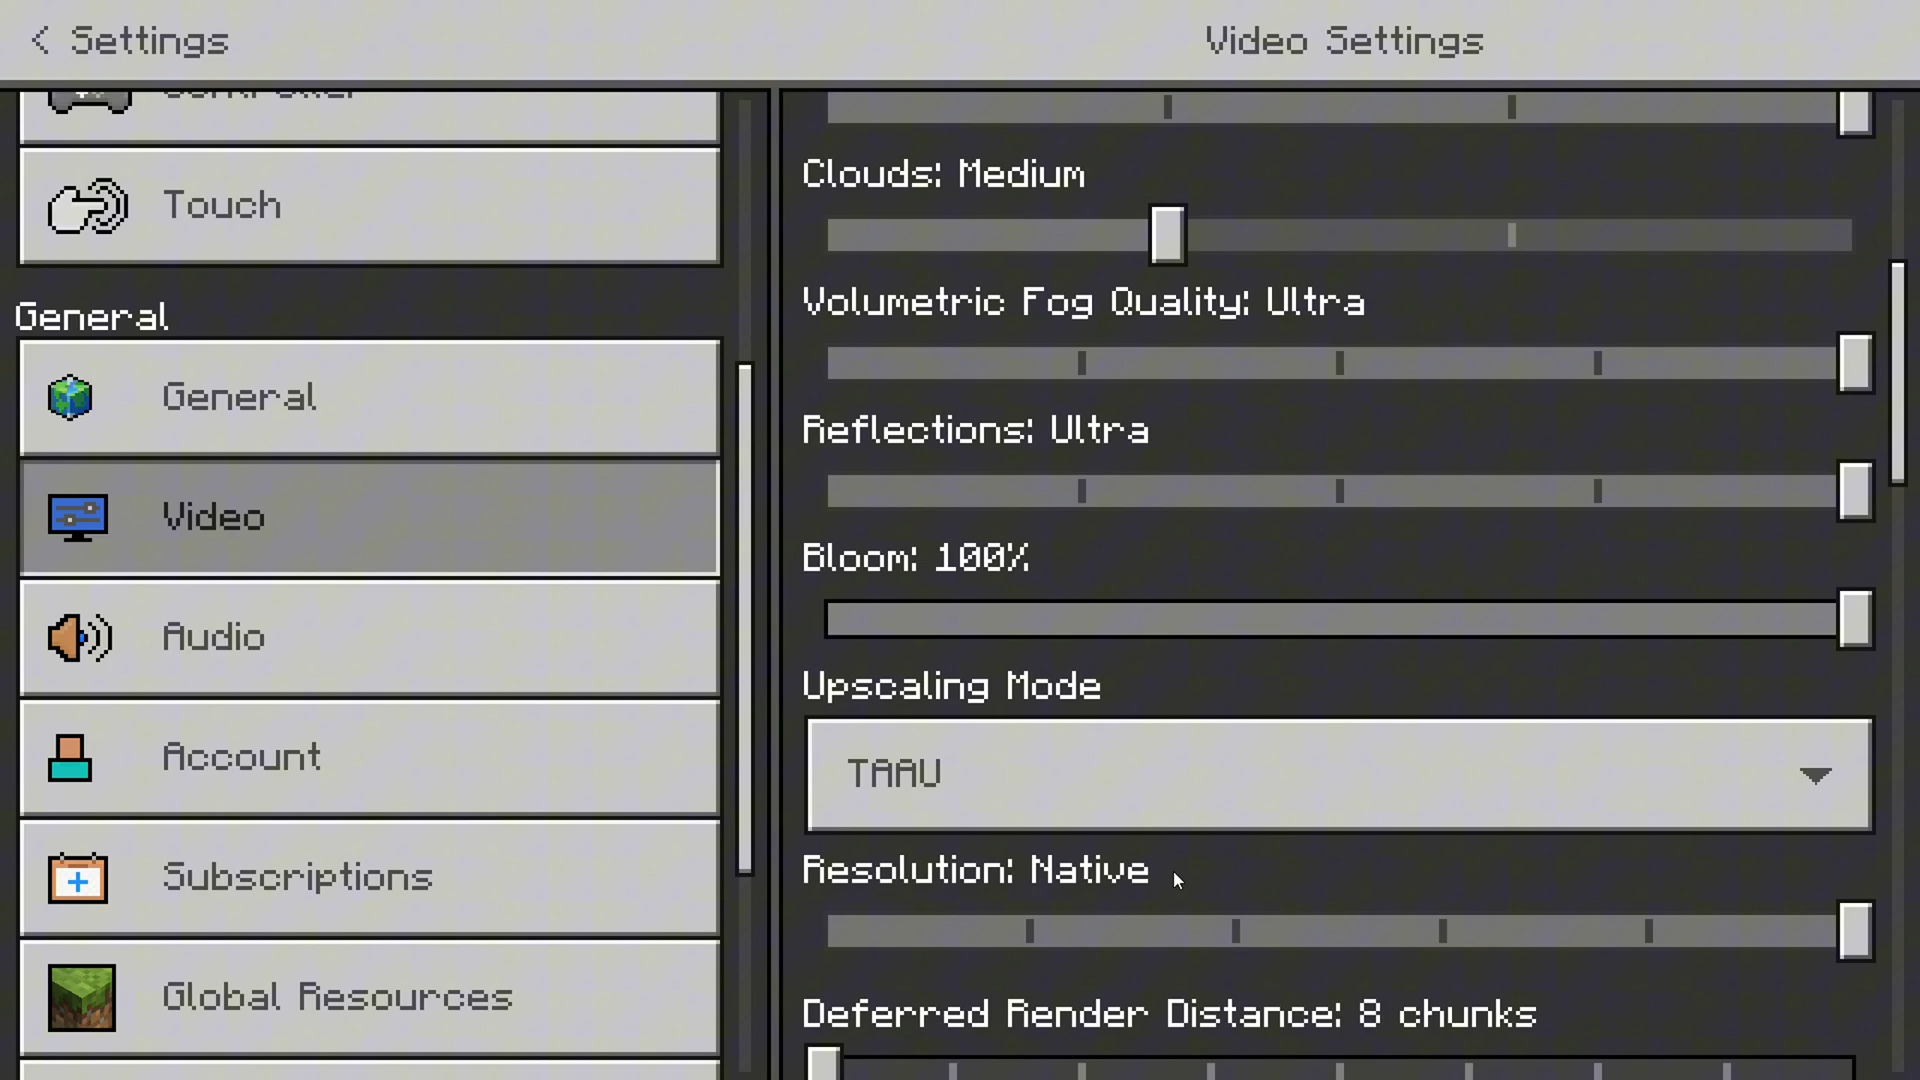 Settings
Video Settings
Controller
Touch
General
General
Video
Audio
Account
Subscriptions
Global Resources
Clouds: Medium
Volumetric Fog Quality: Ultra
Reflections: Ultra
Bloom: 100%
Upscaling Mode
TAAU
Resolution: Native
Deferred Render Distance: 8 chunks